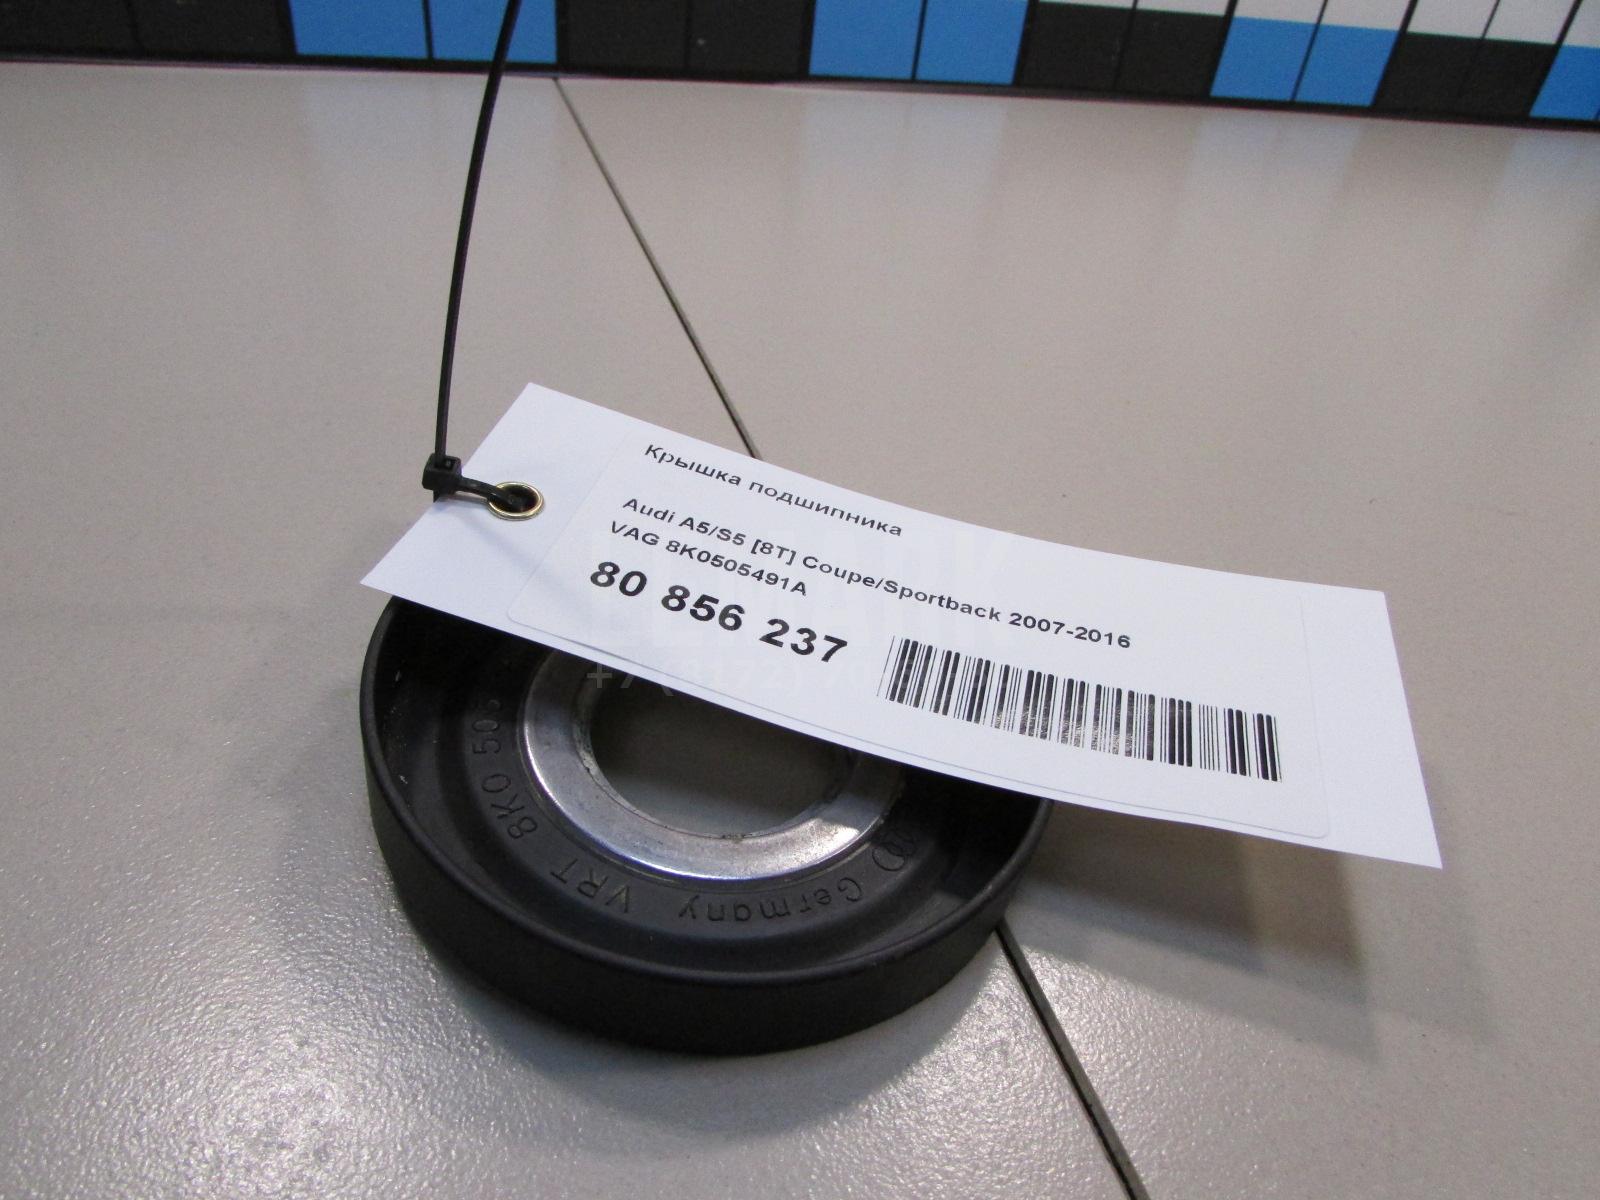 Крышка подшипника
Audi A5/S5 [8T] Coupe/Sportback 2007-2016
VAG 8K0505491A
80 856 237
Germany VRT 8K0 505